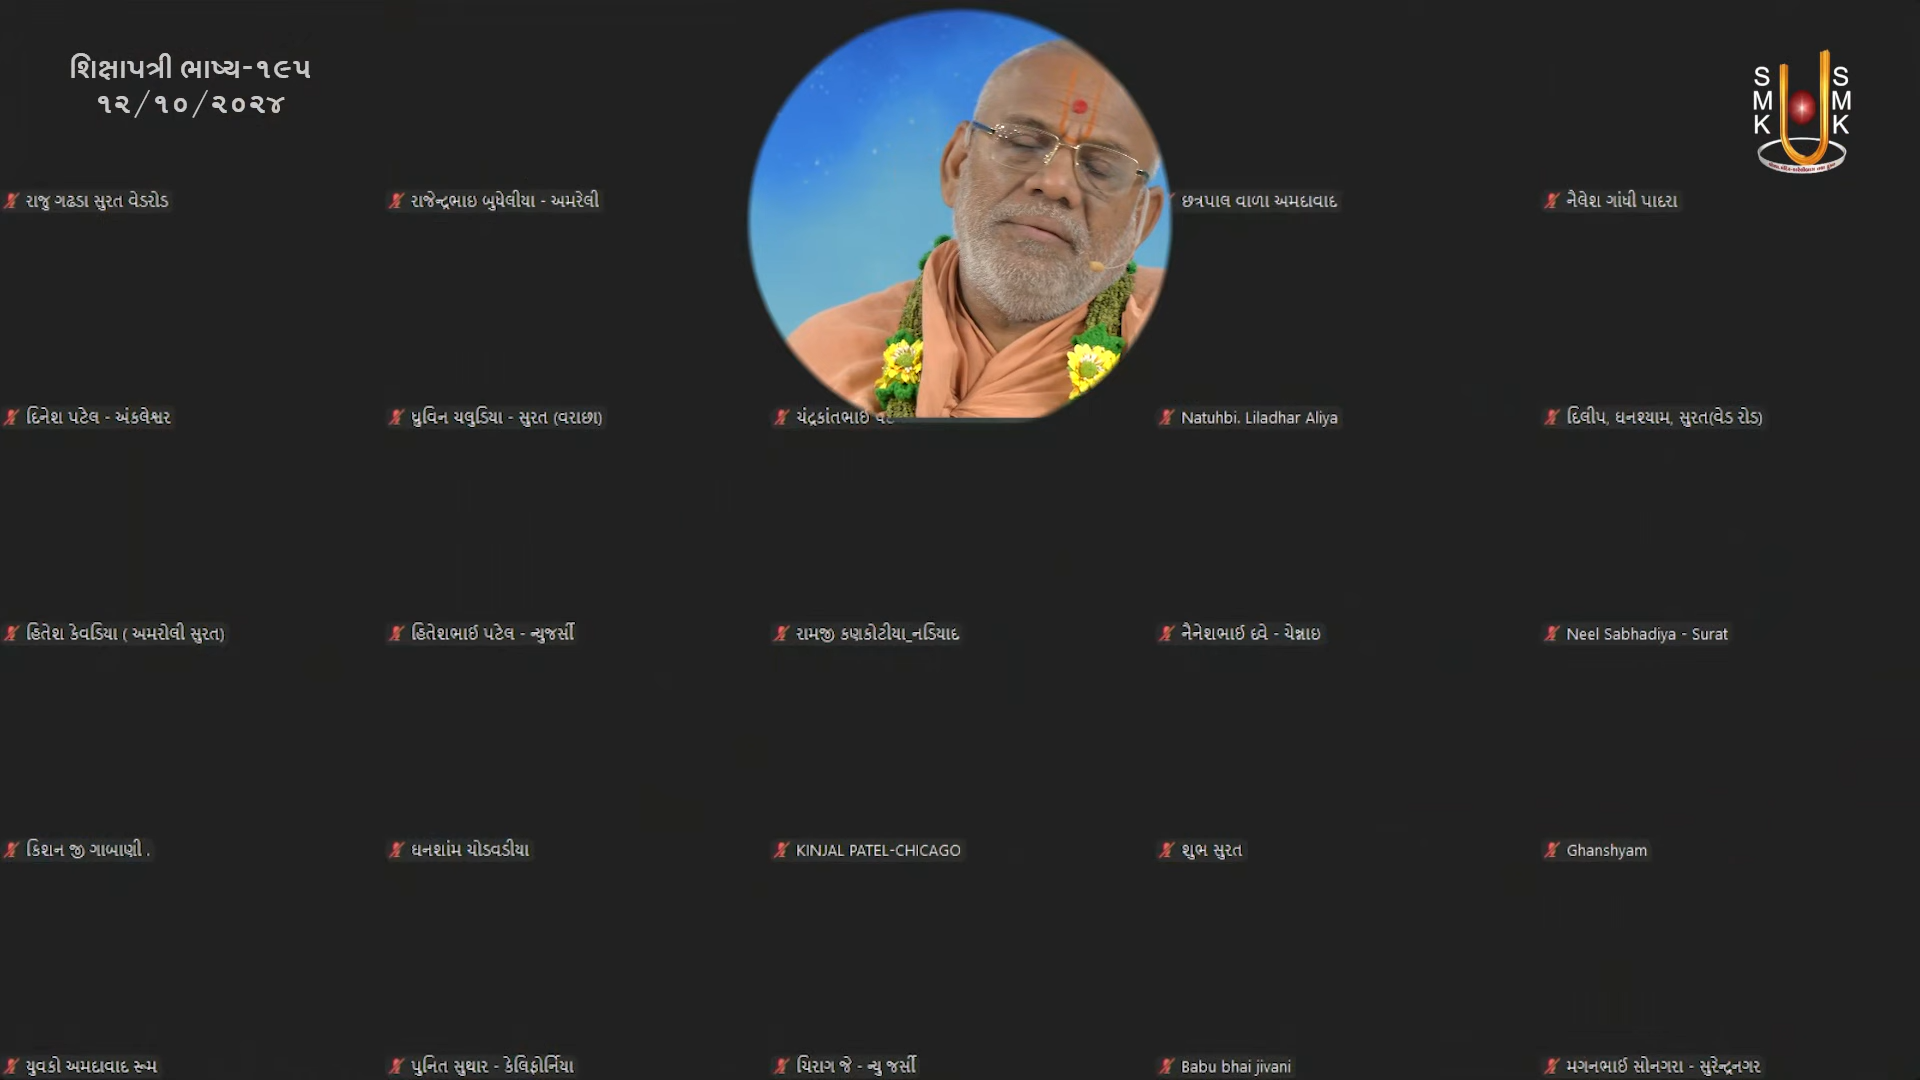 શિક્ષાપત્રી ભાષ્ય-૧૯૫
૧૨/૧૦/૨૦૨૪
S M K
S M K
રાજુ ગઢડા સુરત વેડરોડ
રાજેન્દ્રભાઇ બુધેલીયા - અમરેલી
છત્રપાલ વાળા અમદાવાદ
નૈલેશ ગાંધી પાદરા
દિનેશ પટેલ - અંકલેશ્વર
ધ્રુવિન ચલુડિયા - સુરત (વરાછા)
ચંદ્રકાંતભાઈ
Natuhbi. Liladhar Aliya
દિલીપ, ઘનશ્યામ, સુરત(વેડ રોડ)
હિતેશ કેવડિયા ( અમરોલી સુરત)
હિતેશભાઈ પટેલ - ન્યુજર્સી
રામજી કણકોટીયા_નડિયાદ
નૈનેશભાઈ દવે - ચેન્નાઇ
Neel Sabhadiya - Surat
કિશન જી ગાબાણી .
ઘનશાંમ ચોડવડીયા
KINJAL PATEL-CHICAGO
શુભ સુરત
Ghanshyam
યુવકો અમદાવાદ રૂમ
પુનિત સુથાર - કેલિફોર્નિયા
ચિરાગ જે - ન્યુ જર્સી
Babu bhai jivani
મગનભાઈ સોનગરા - સુરેન્દ્રનગર